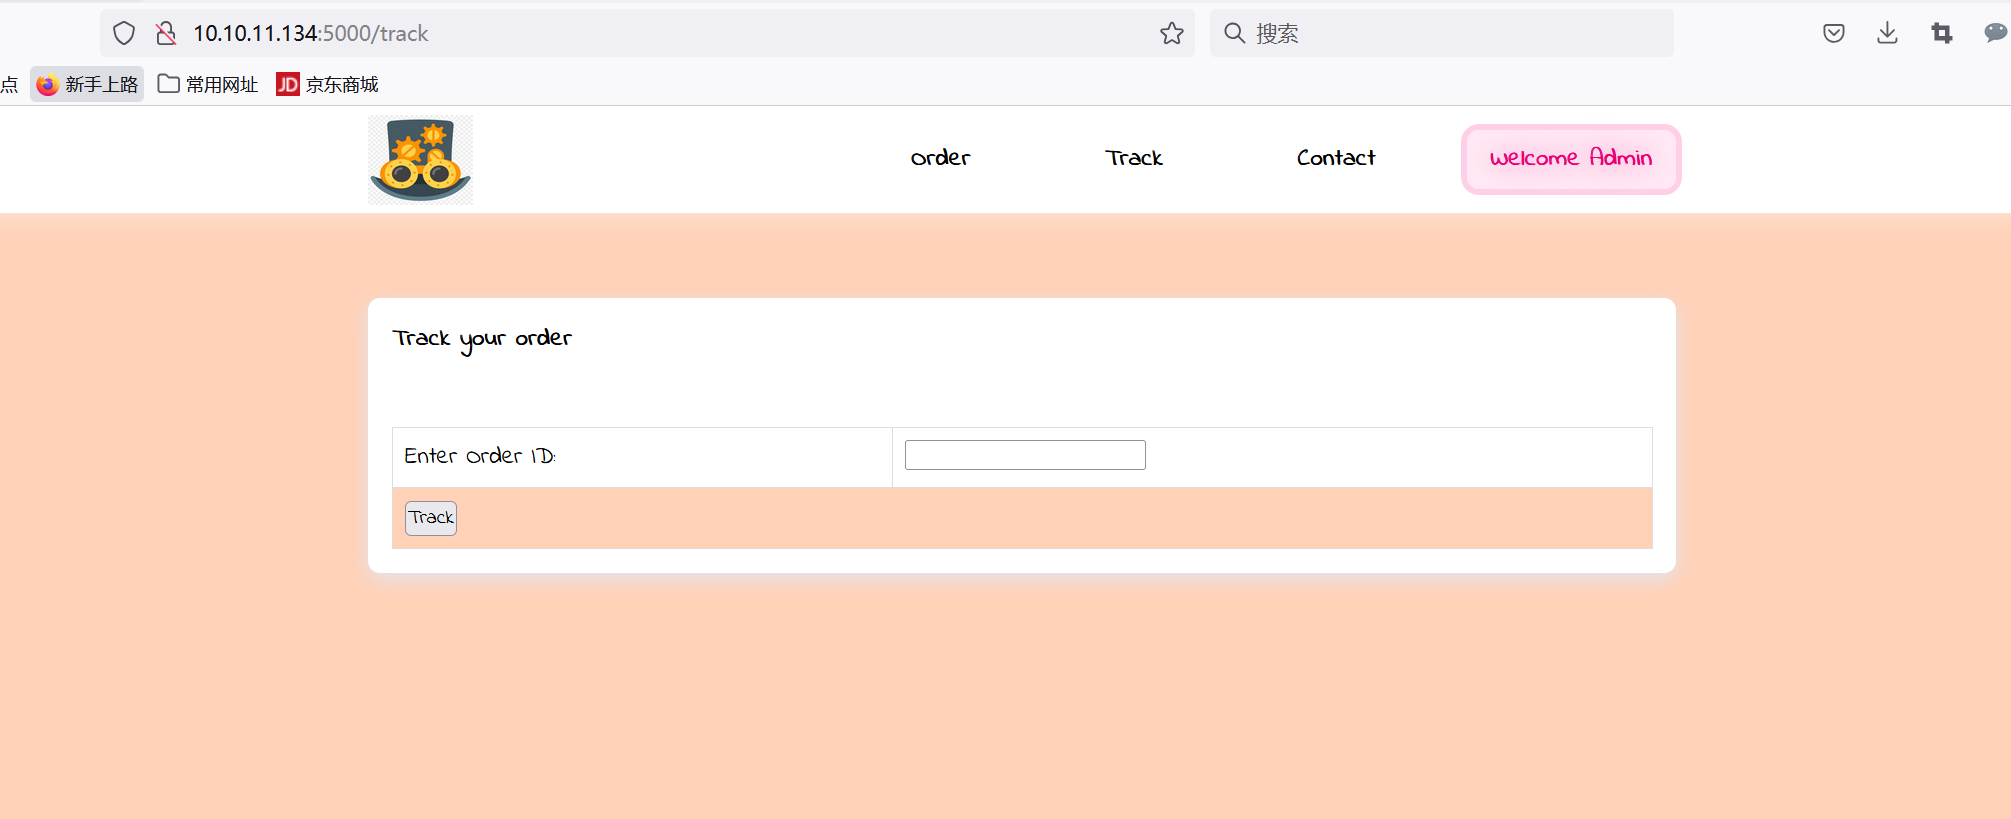 10.10.11.134:5000/track
搜索
点 新手上路 常用网址 JD 京东商城
Order Track Contact Welcome Admin
Track your order
Enter Order ID:
Track